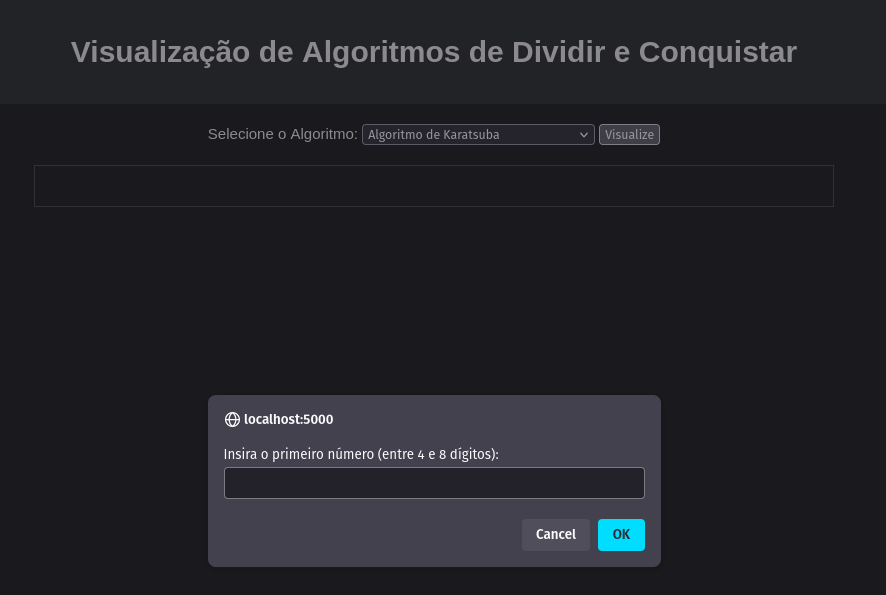 Visualização de Algoritmos de Dividir e Conquistar
Selecione o Algoritmo: Algoritmo de Karatsuba Visualize
localhost:5000
Insira o primeiro número (entre 4 e 8 dígitos):
Cancel OK